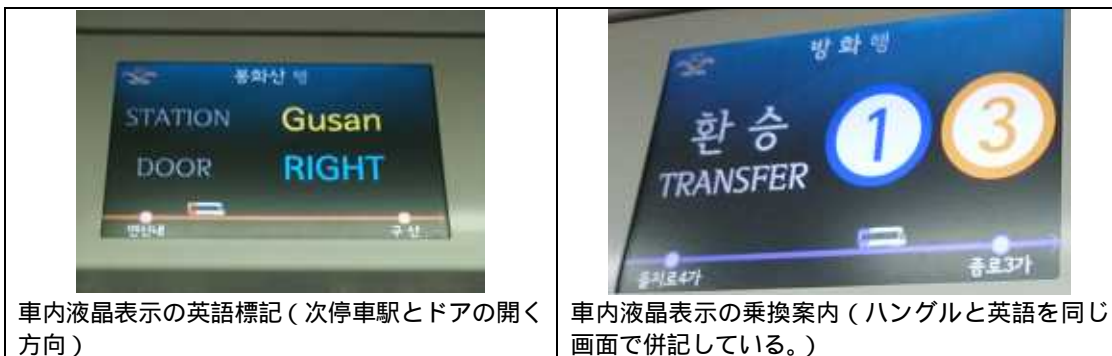 봉화산 행
STATION Gusan
DOOR RIGHT
연신내 구산
車内液晶表示の英語標記（次停車駅とドアの開く
方向）
방화행
환승 1 3
TRANSFER
을지로4가 종로3가
車内液晶表示の乗換案内（ハングルと英語を同じ
画面で併記している。）